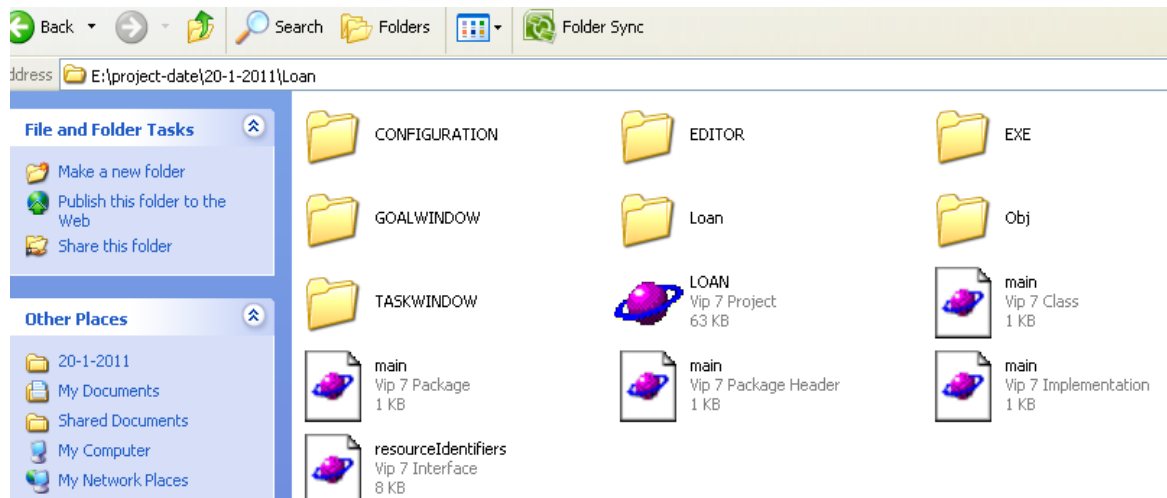 Back
Search
Folders
Folder Sync
ddress E:\project-date\20-1-2011\Loan
File and Folder Tasks
Make a new folder
Publish this folder to the
Web
Share this folder
Other Places
20-1-2011
My Documents
Shared Documents
My Computer
My Network Places
CONFIGURATION
EDITOR
EXE
GOALWINDOW
Loan
Obj
TASKWINDOW
LOAN
Vip 7 Project
63 KB
main
Vip 7 Class
1 KB
main
Vip 7 Package
1 KB
main
Vip 7 Package Header
1 KB
main
Vip 7 Implementation
1 KB
resourceIdentifiers
Vip 7 Interface
8 KB